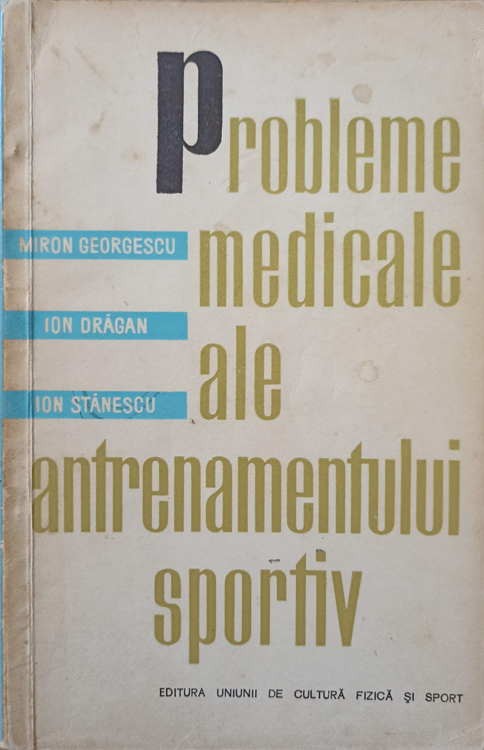 Probleme
medicale
ale
antrenamentului
sportiv
MIRON GEORGESCU
ION DRĂGAN
ION STĂNESCU
EDITURA UNIUNII DE CULTURĂ FIZICĂ ȘI SPORT